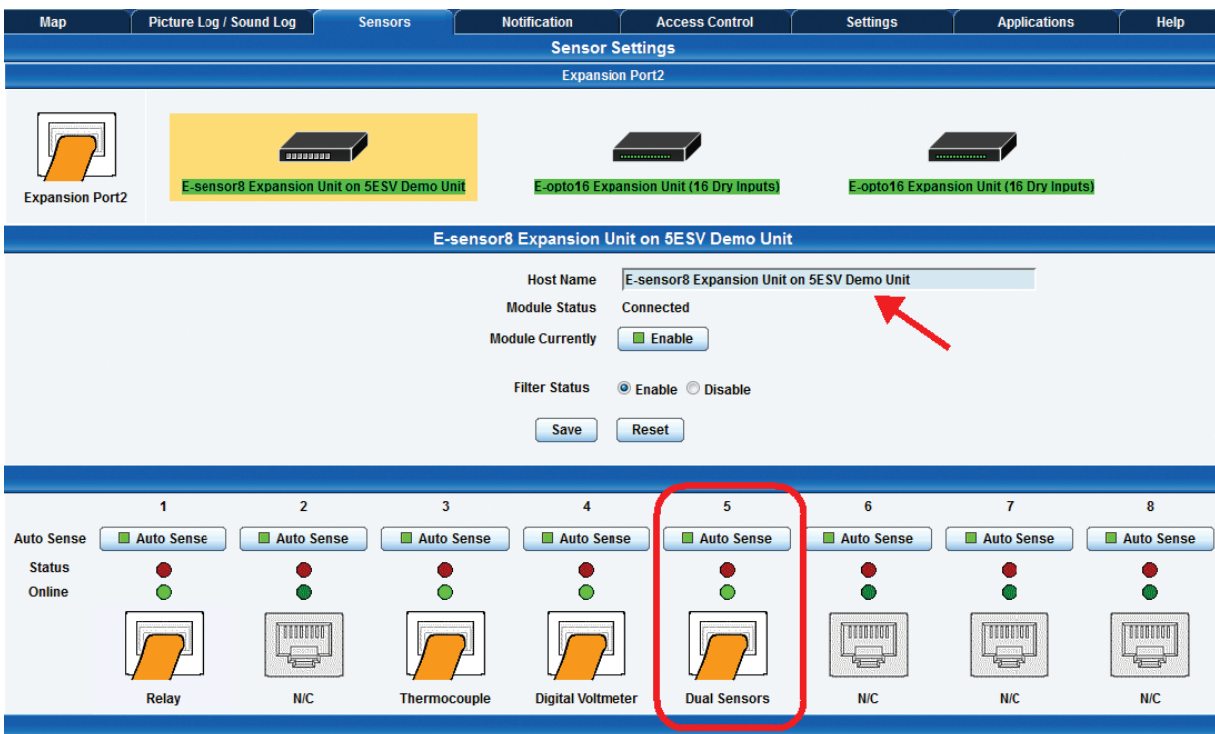 Map Picture Log / Sound Log Sensors Notification Access Control Settings Applications Help
Sensor Settings
Expansion Port2
Expansion Port2
E-sensor8 Expansion Unit on 5ESV Demo Unit
E-opto16 Expansion Unit (16 Dry Inputs)
E-opto16 Expansion Unit (16 Dry Inputs)
E-sensor8 Expansion Unit on 5ESV Demo Unit
Host Name E-sensor8 Expansion Unit on 5ESV Demo Unit
Module Status Connected
Module Currently Enable
Filter Status Enable Disable
Save Reset
1 2 3 4 5 6 7 8
Auto Sense Auto Sense Auto Sense Auto Sense Auto Sense Auto Sense Auto Sense Auto Sense Auto Sense
Status
Online
Relay N/C Thermocouple Digital Voltmeter Dual Sensors N/C N/C N/C